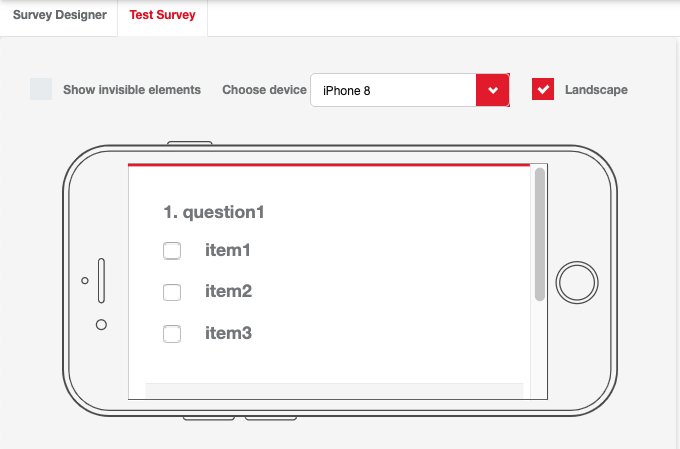 Survey Designer
Test Survey
Show invisible elements
Choose device
iPhone 8
Landscape
1. question1
item1
item2
item3